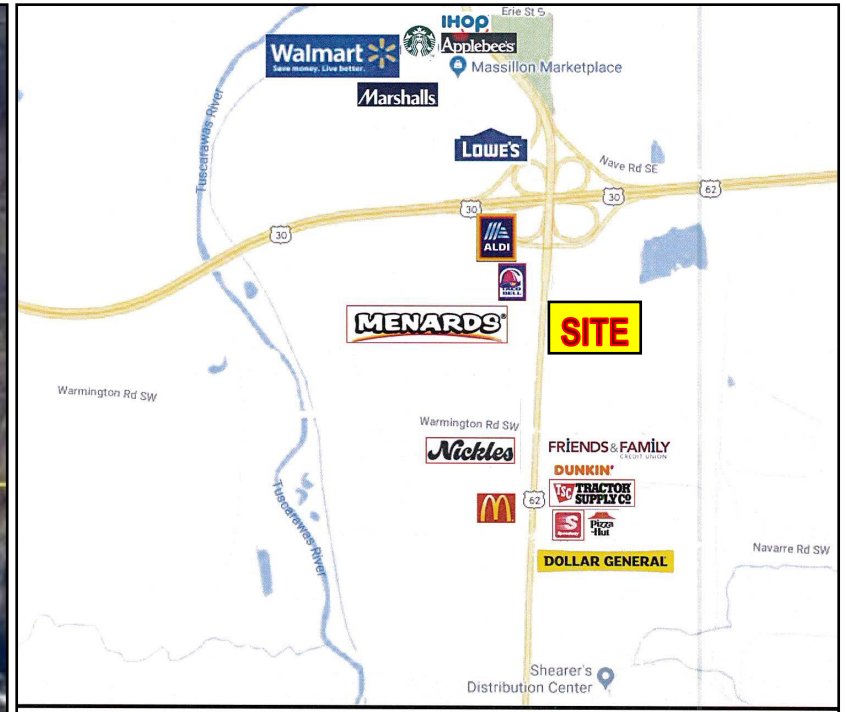 Erie St S
IHOP
Walmart
Save money. Live better.
Applebee's
Massillon Marketplace
Marshalls
Tuscarawas River
LOWE'S
Nave Rd SE
62
30
30
30
ALDI
TACO
BELL
MENARDS®
SITE
Warmington Rd SW
Warmington Rd SW
Nickles
FRIENDS & FAMILY
CREDIT UNION
DUNKIN'
TSC TRACTOR
SUPPLY CO
62
S
Pizza
Hut
Tuscarawas River
Navarre Rd SW
DOLLAR GENERAL
Shearer's
Distribution Center